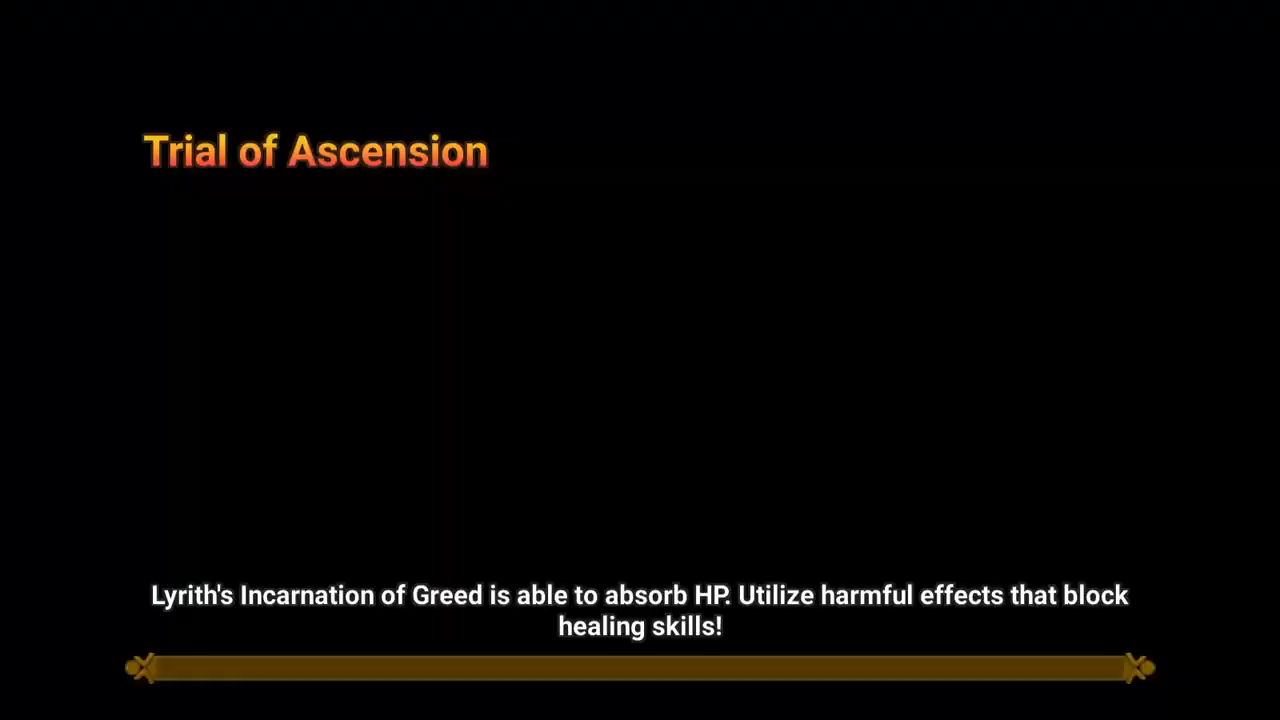 Trial of Ascension
Lyrith's Incarnation of Greed is able to absorb HP. Utilize harmful effects that block
healing skills!